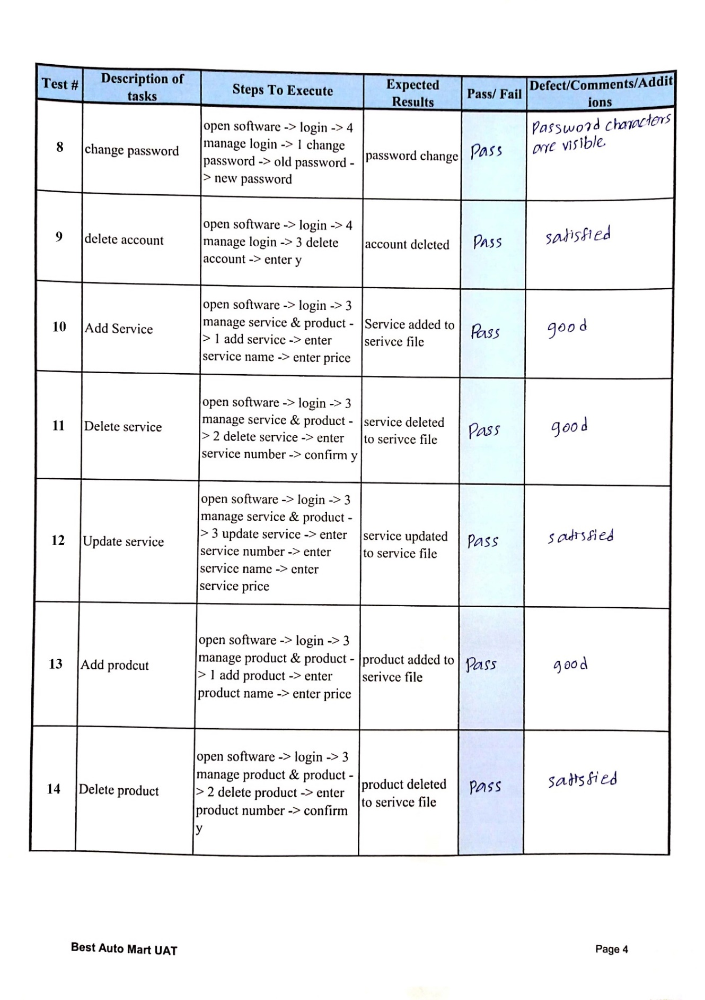 Test #
Description of
tasks
Steps To Execute
Expected
Results
Pass/ Fail
Defect/Comments/Addit
ions
8
change password
open software -> login -> 4
manage login -> 1 change
password -> old password -
> new password
password change
Pass
Password characters
are visible
9
delete account
open software -> login -> 4
manage login -> 3 delete
account -> enter y
account deleted
Pass
satisfied
10
Add Service
open software -> login -> 3
manage service & product -
> 1 add service -> enter
service name -> enter price
Service added to
serivce file
Pass
good
11
Delete service
open software -> login -> 3
manage service & product -
> 2 delete service -> enter
service number -> confirm y
service deleted
to serivce file
Pass
good
12
Update service
open software -> login -> 3
manage service & product -
> 3 update service -> enter
service number -> enter
service name -> enter
service price
service updated
to service file
Pass
satisfied
13
Add prodcut
open software -> login -> 3
manage product & product -
> 1 add product -> enter
product name -> enter price
product added to
serivce file
Pass
good
14
Delete product
open software -> login -> 3
manage product & product -
> 2 delete product -> enter
product number -> confirm
y
product deleted
to serivce file
Pass
satisfied
Best Auto Mart UAT
Page 4